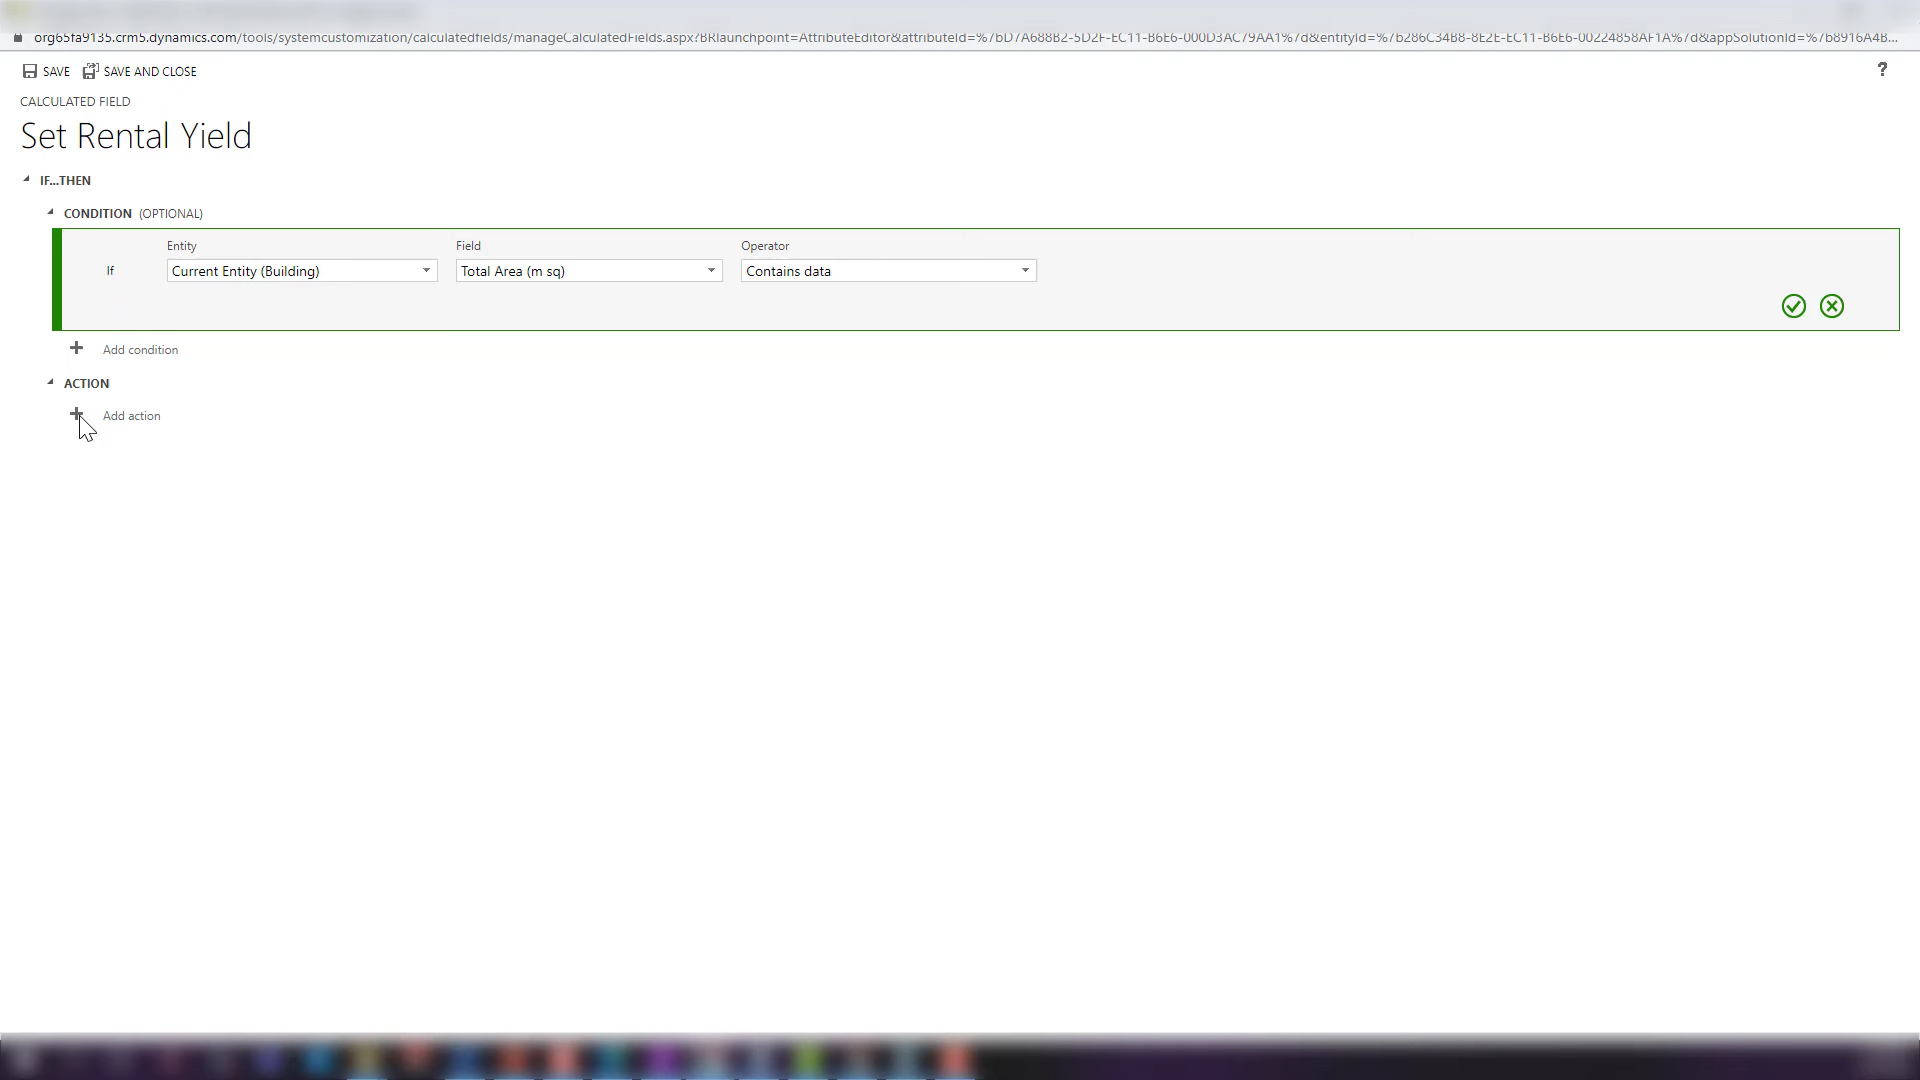 org65fa9135.crm5.dynamics.com/tools/systemcustomization/calculatedfields/manageCalculatedFields.aspx?BRlaunchpoint=AttributeEditor&attributeId=%7bD7A688B2-5D2F-EC11-B6E6-000D3AC79AA1%7d&entityId=%7b286C34B8-8E2E-EC11-B6E6-00224858AF1A%7d&appSolutionId=%7b8916A4B...
SAVE SAVE AND CLOSE ?
CALCULATED FIELD
Set Rental Yield
IF...THEN
CONDITION (OPTIONAL)
Entity Field Operator
If Current Entity (Building) Total Area (m sq) Contains data
Add condition
ACTION
Add action